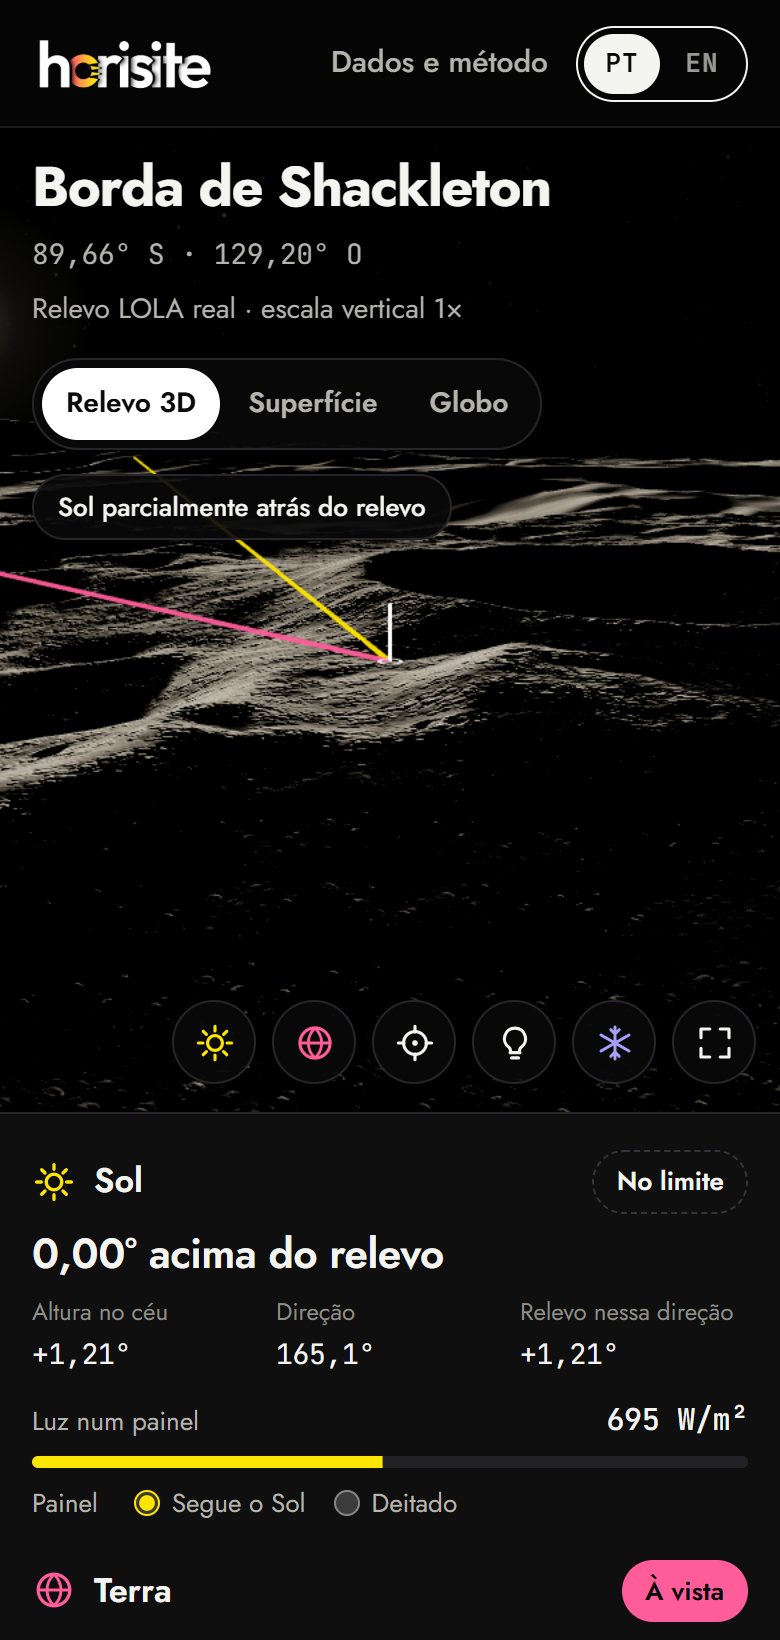 horisite
Dados e método
PT EN
Borda de Shackleton
89,66° S · 129,20° O
Relevo LOLA real · escala vertical 1×
Relevo 3D Superfície Globo
Sol parcialmente atrás do relevo
Sol No limite
0,00° acima do relevo
Altura no céu Direção Relevo nessa direção
+1,21° 165,1° +1,21°
Luz num painel 695 W/m²
Painel Segue o Sol Deitado
Terra À vista